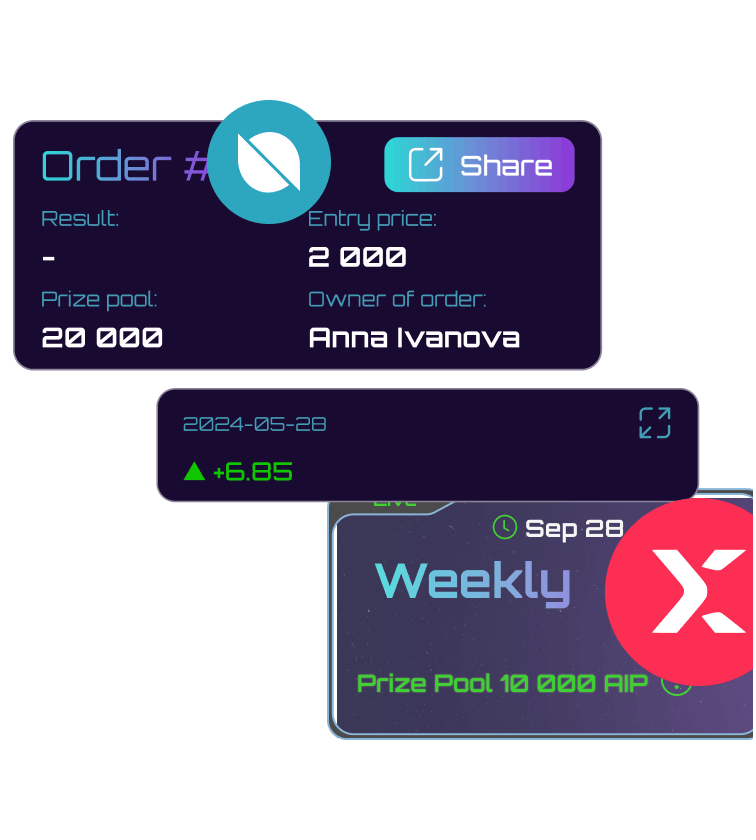 Order #
Share
Result:
Entry price:
-
2 000
Prize pool:
Owner of order:
20 000
Anna Ivanova
2024-05-28
▲ +6.85
Live
Sep 28
Weekly
Prize Pool 10 000 AIP